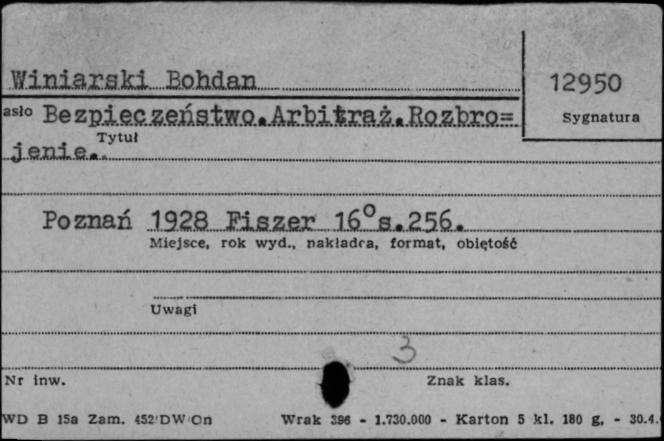 Winiarski Bohdan
12950
Sygnatura
asło Bezpieczeństwo.Arbitraż.Rozbro=
Tytuł
jenie.
Poznań 1928 Fiszer 16° s.256.
Miejsce, rok wyd., nakładca, format, objętość
Uwagi
3
Nr inw.
Znak klas.
WD B 15a Zam. 452/DW/On Wrak 396 - 1.730.000 - Karton 5 kl. 180 g. - 30.4.